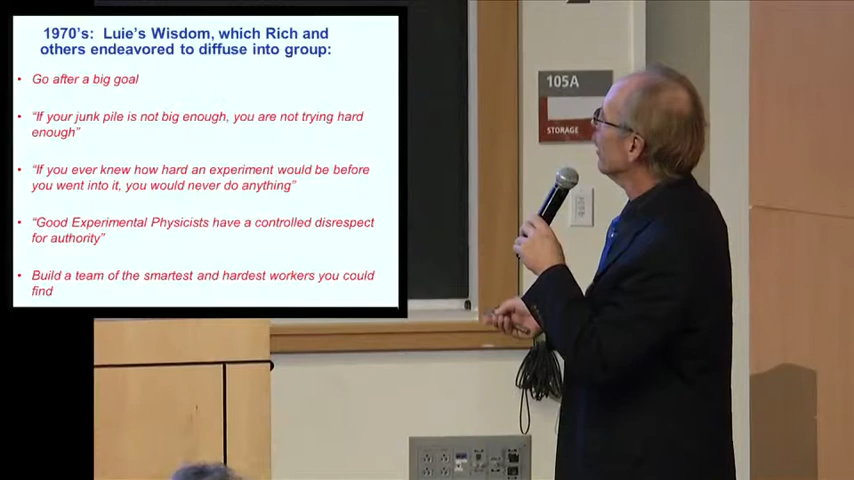 1970's: Luie's Wisdom, which Rich and
others endeavored to diffuse into group:
• Go after a big goal
• "If your junk pile is not big enough, you are not trying hard
enough"
• "If you ever knew how hard an experiment would be before
you went into it, you would never do anything"
• "Good Experimental Physicists have a controlled disrespect
for authority"
• Build a team of the smartest and hardest workers you could
find
105A
STORAGE